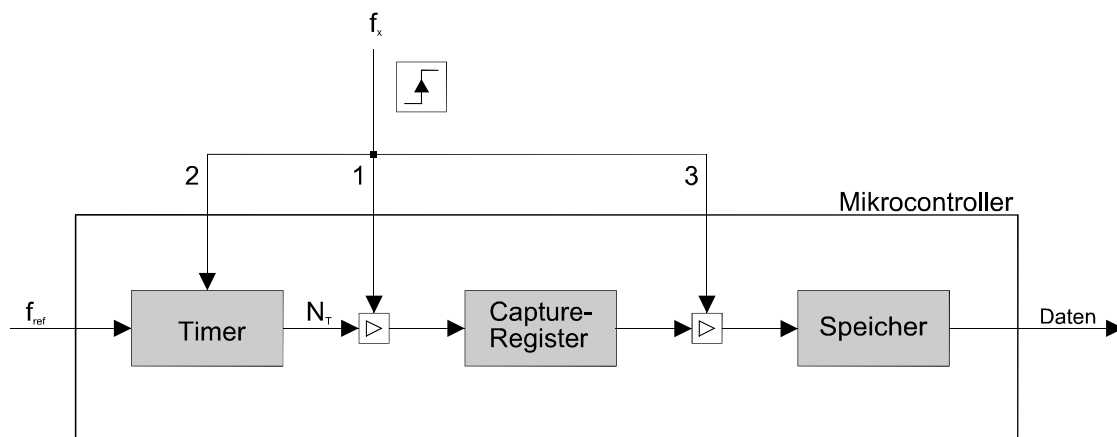 fx
2
1
3
Mikrocontroller
fref
Timer
NT
Capture-
Register
Speicher
Daten